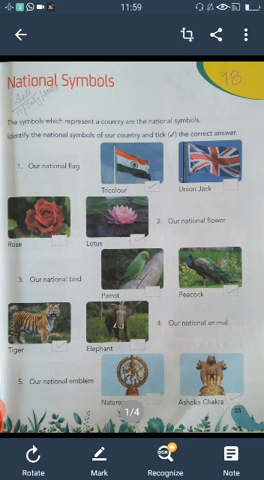 11:59
National Symbols
18
The symbols which represent a country are the national symbols.
Identify the national symbols of our country and tick (✓) the correct answer.
1. Our national flag
Tricolour
Union Jack
Rose
Lotus
2. Our national flower
3. Our national bird
Parrot
Peacock
Tiger
Elephant
4. Our national animal
5. Our national emblem
Nataraj
Ashoka Chakra
1/4
25
Rotate
Mark
OCR
Recognize
Note